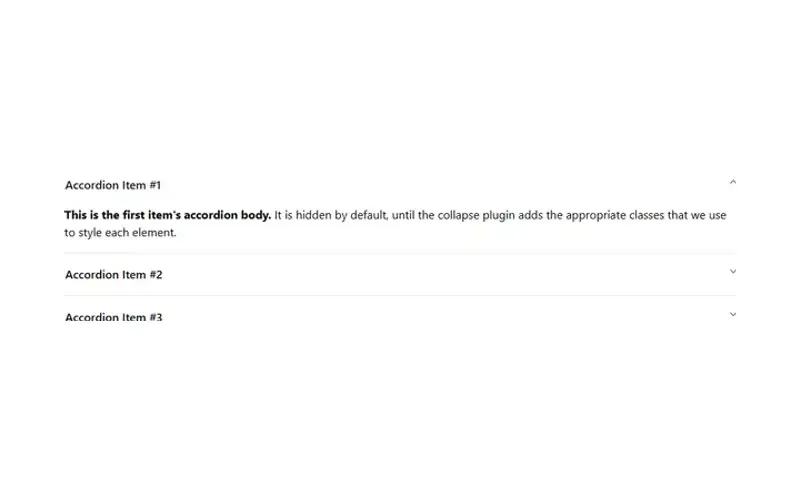 Accordion Item #1
This is the first item's accordion body. It is hidden by default, until the collapse plugin adds the appropriate classes that we use
to style each element.
Accordion Item #2
Accordion Item #3